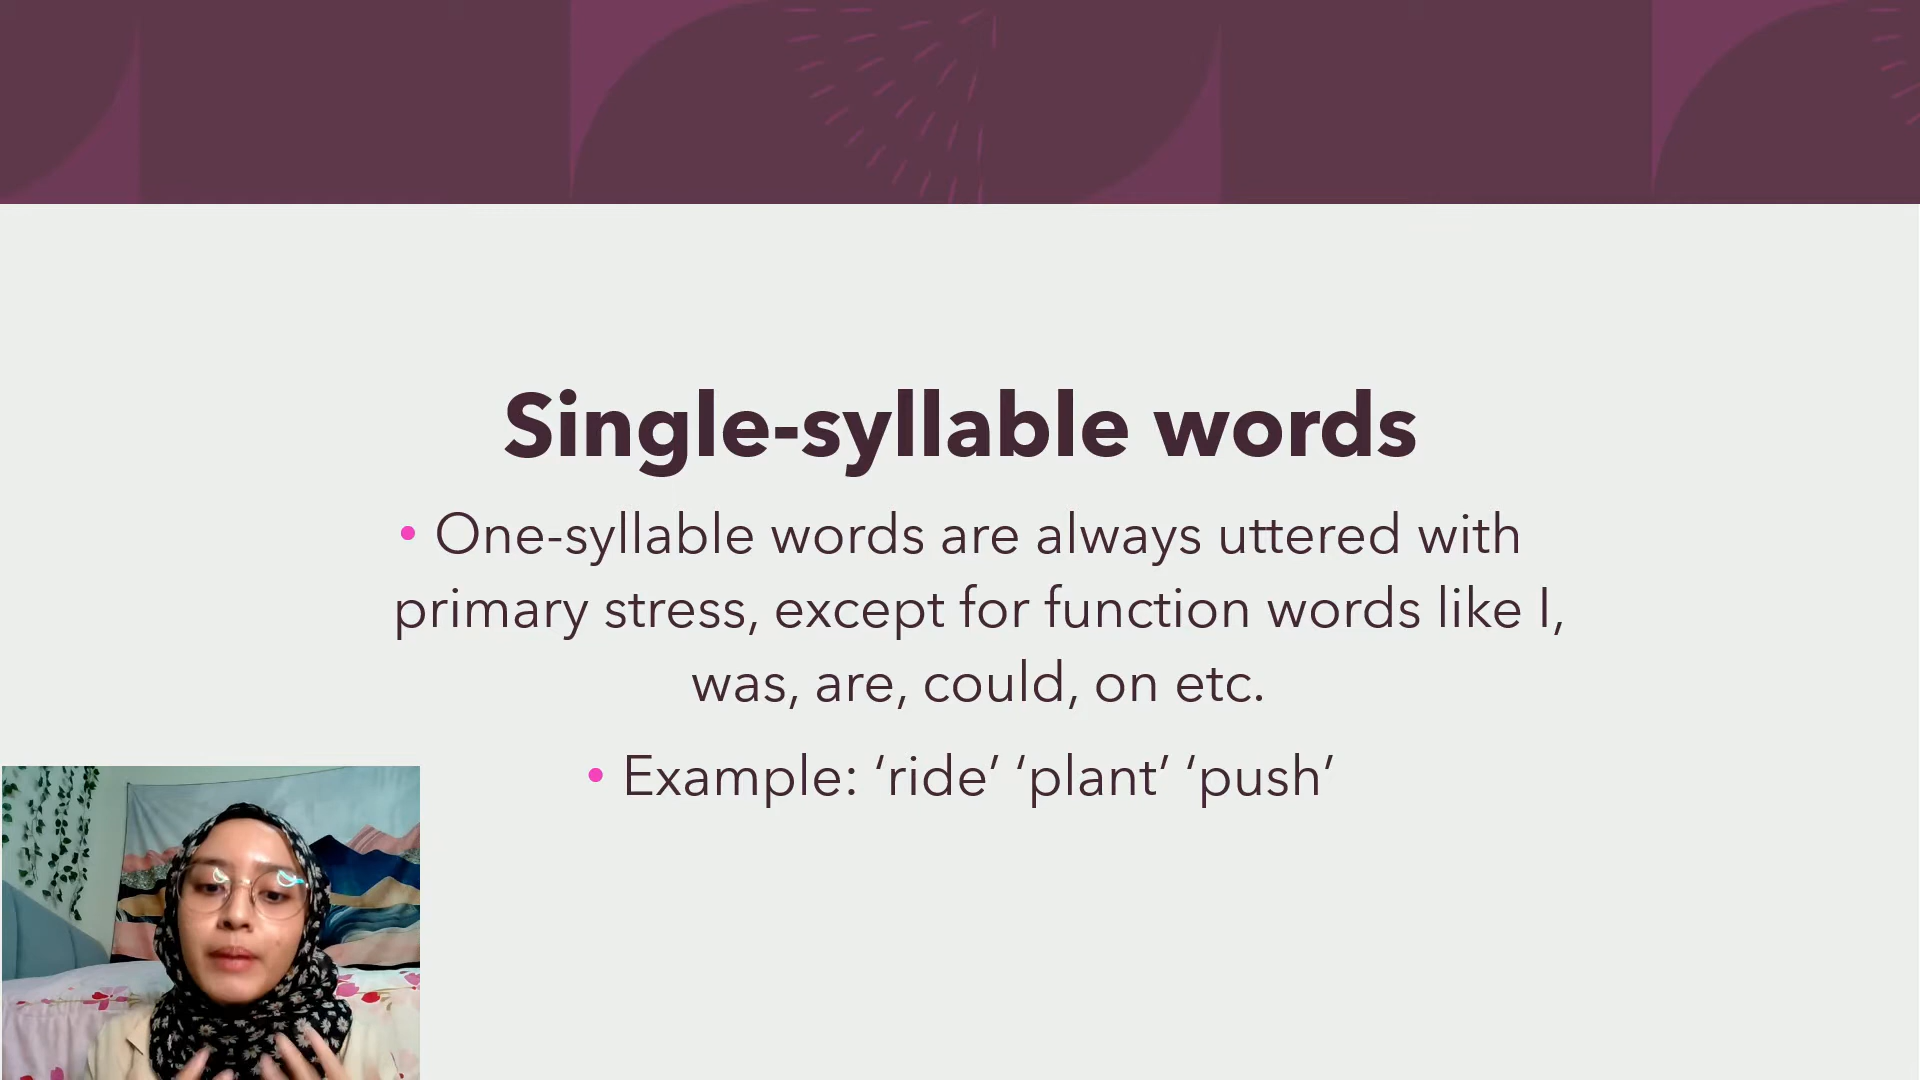 Single-syllable words
• One-syllable words are always uttered with
primary stress, except for function words like I,
was, are, could, on etc.
• Example: ‘ride’ ‘plant’ ‘push’